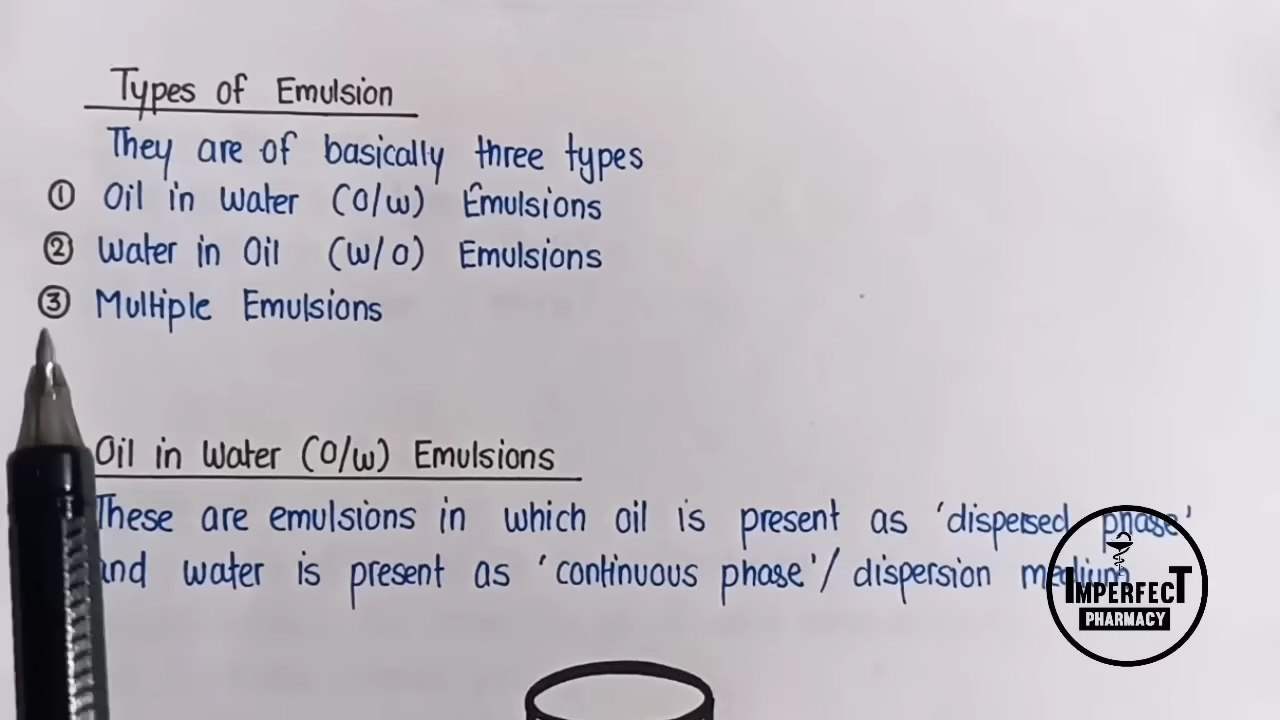 Types of Emulsion
They are of basically three types
① Oil in Water (O/W) Emulsions
② Water in Oil (W/O) Emulsions
③ Multiple Emulsions
Oil in Water (O/W) Emulsions
These are emulsions in which oil is present as 'dispersed phase'
and water is present as 'continuous phase'/ dispersion medium
IMPERFECT
PHARMACY